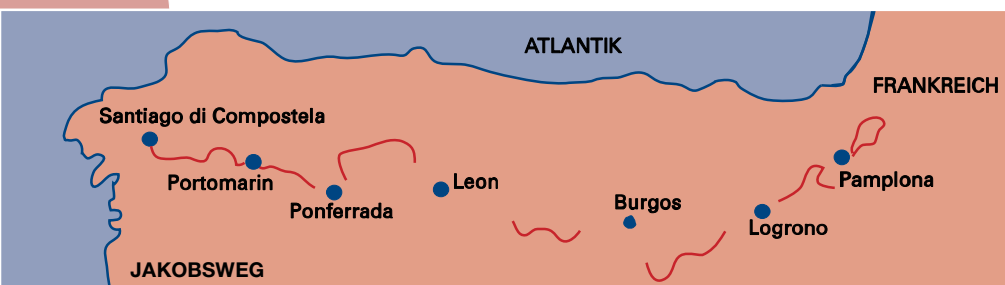 ATLANTIK
FRANKREICH
Santiago di Compostela
Portomarin
Ponferrada
Leon
Burgos
Logrono
Pamplona
JAKOBSWEG